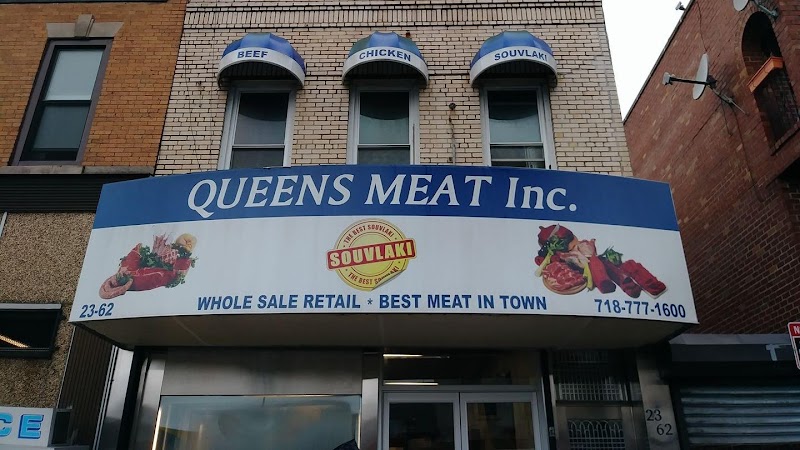 BEEF
CHICKEN
SOUVLAKI
QUEENS MEAT Inc.
THE BEST SOUVLAKI
SOUVLAKI
THE BEST SOUVLAKI
23-62
WHOLE SALE RETAIL * BEST MEAT IN TOWN
718-777-1600
23
62
CE